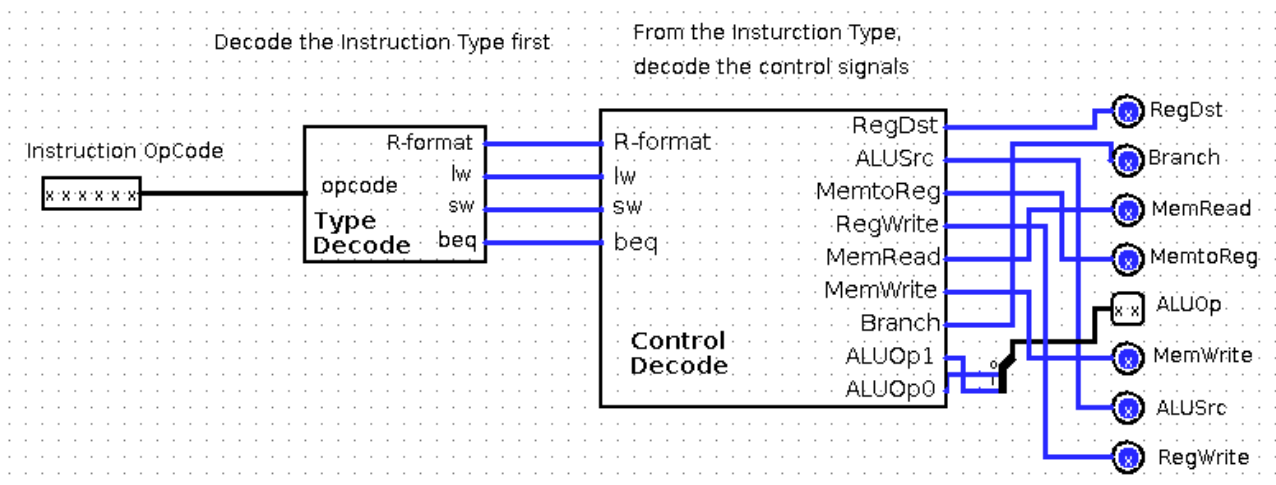 Decode the Instruction Type first
From the Insturction Type,
decode the control signals
Instruction OpCode
x x x x x x
opcode
Type
Decode
R-format
lw
sw
beq
R-format
lw
sw
beq
Control
Decode
RegDst
ALUSrc
MemtoReg
RegWrite
MemRead
MemWrite
Branch
ALUOp1
ALUOp0
0
1
x RegDst
x Branch
x MemRead
x MemtoReg
x x ALUOp
x MemWrite
x ALUSrc
x RegWrite